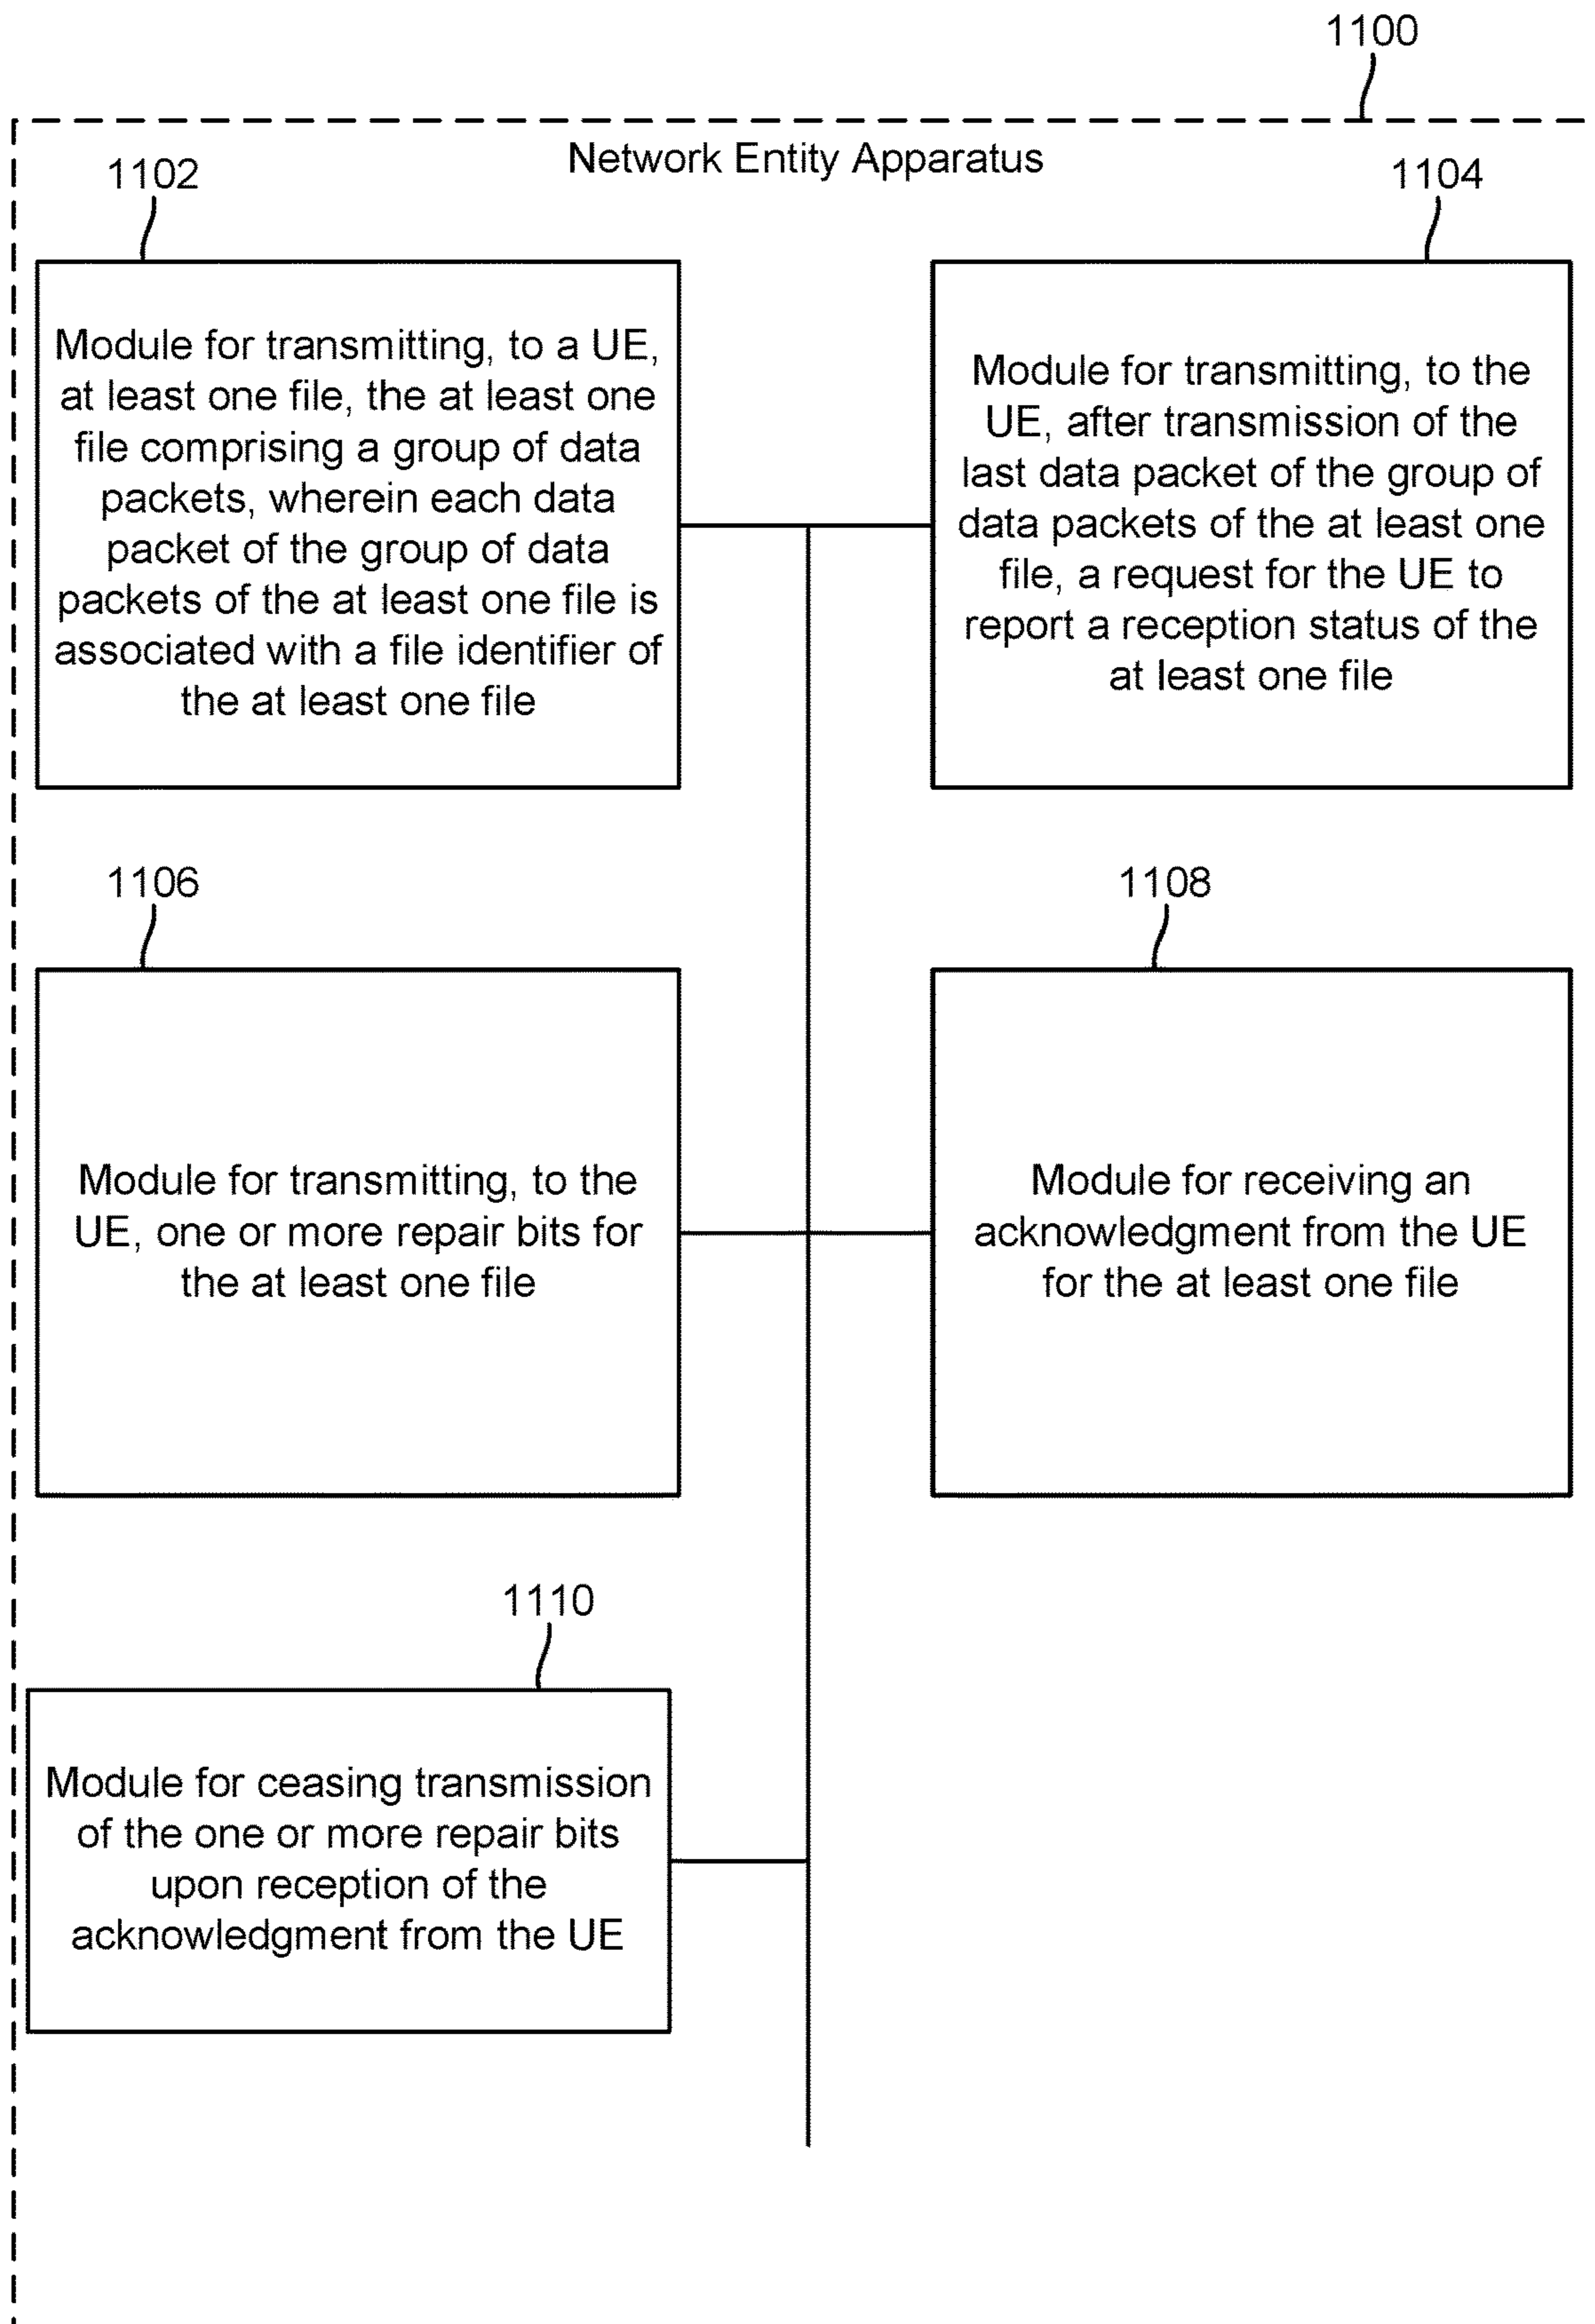 1100
Network Entity Apparatus
1102
Module for transmitting, to a UE,
at least one file, the at least one
file comprising a group of data
packets, wherein each data
packet of the group of data
packets of the at least one file is
associated with a file identifier of
the at least one file
1104
Module for transmitting, to the
UE, after transmission of the
last data packet of the group of
data packets of the at least one
file, a request for the UE to
report a reception status of the
at least one file
1106
Module for transmitting, to the
UE, one or more repair bits for
the at least one file
1108
Module for receiving an
acknowledgment from the UE
for the at least one file
1110
Module for ceasing transmission
of the one or more repair bits
upon reception of the
acknowledgment from the UE